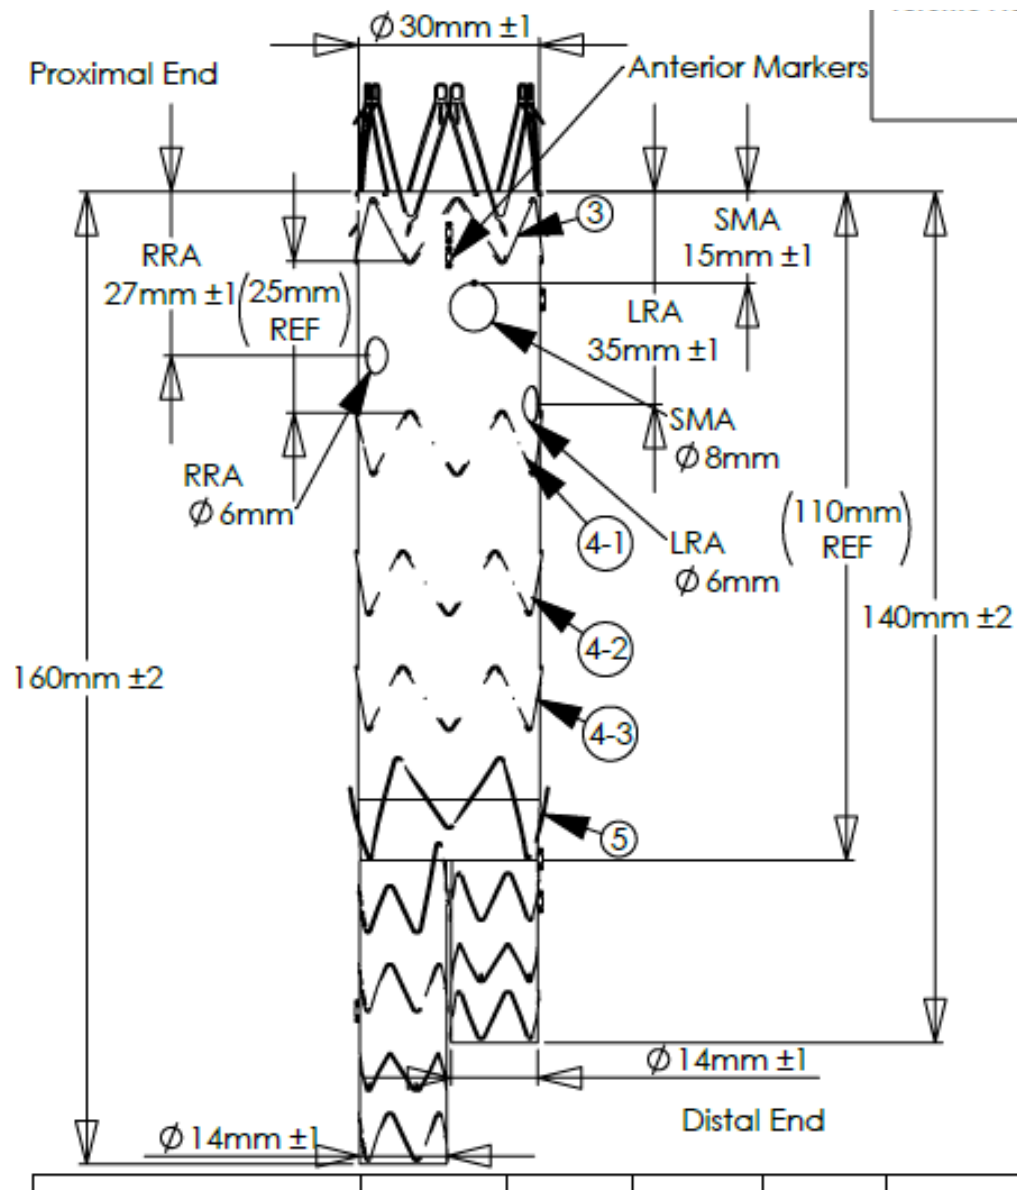 Ø30mm ±1
Proximal End
Anterior Markers
3
SMA
15mm ±1
RRA
27mm ±1
(25mm)
REF
LRA
35mm ±1
SMA
Ø8mm
RRA
Ø6mm
4-1
LRA
Ø6mm
(110mm)
REF
140mm ±2
4-2
160mm ±2
4-3
5
Ø14mm ±1
Distal End
Ø14mm ±1